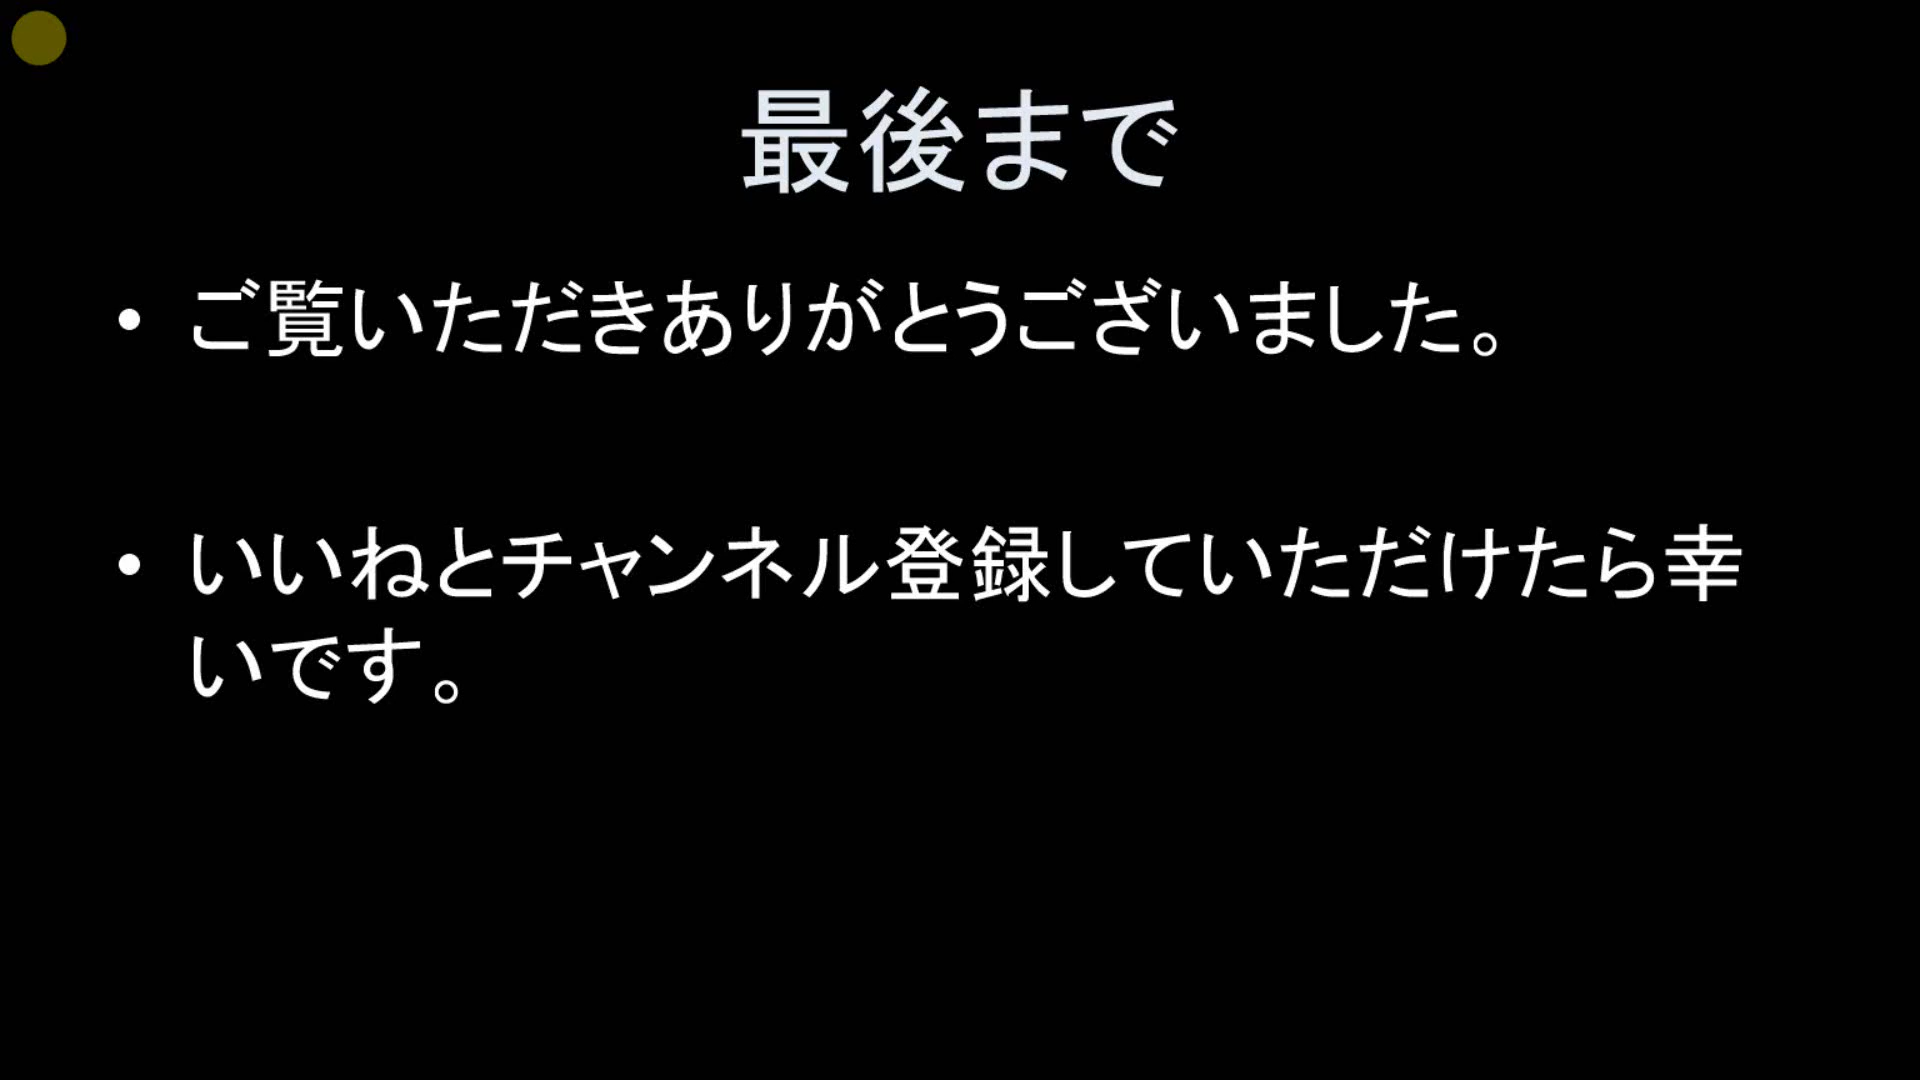 最後まで
• ご覧いただきありがとうございました。
• いいねとチャンネル登録していただけたら幸
いです。